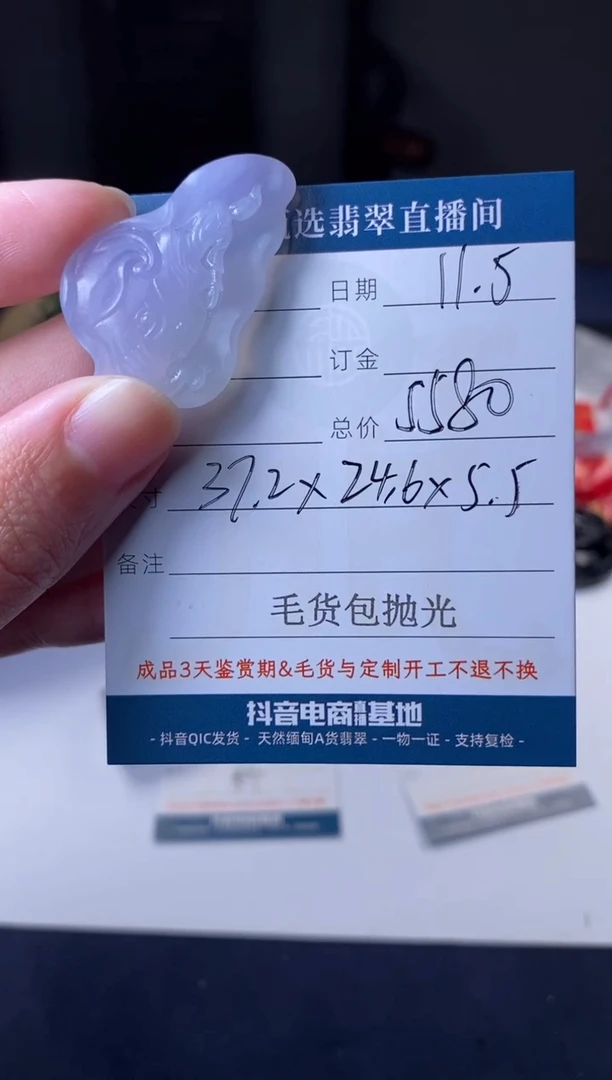 选翡翠直播间
日期 11.5
订金
总价 5580
寸 37.2x24.6x5.5
备注
毛货包抛光
成品3天鉴赏期&毛货与定制开工不退不换
抖音电商直播基地
- 抖音QIC发货 - 天然缅甸A货翡翠 - 一物一证 - 支持复检 -